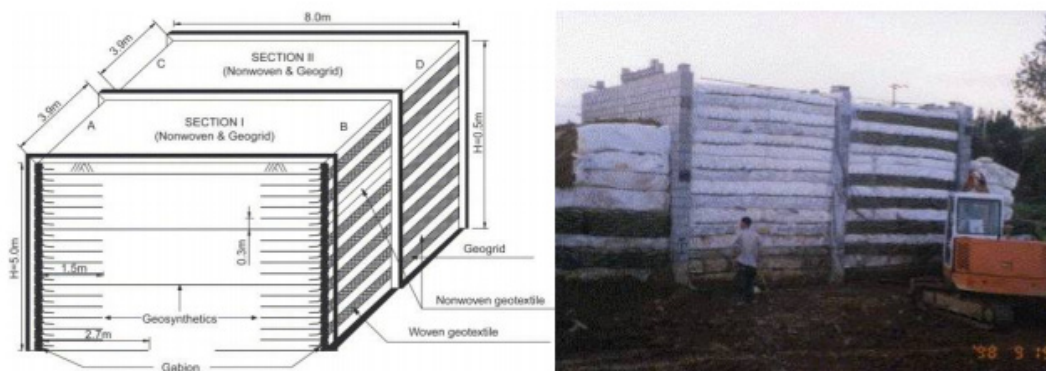 8.0m
3.9m
C
SECTION II
(Nonwoven & Geogrid)
D
3.9m
A
SECTION I
(Nonwoven & Geogrid)
B
H=0.5m
H=5.0m
0.3m
1.5m
Geosynthetics
2.7m
Gabion
Geogrid
Nonwoven geotextile
Woven geotextile
'98 9